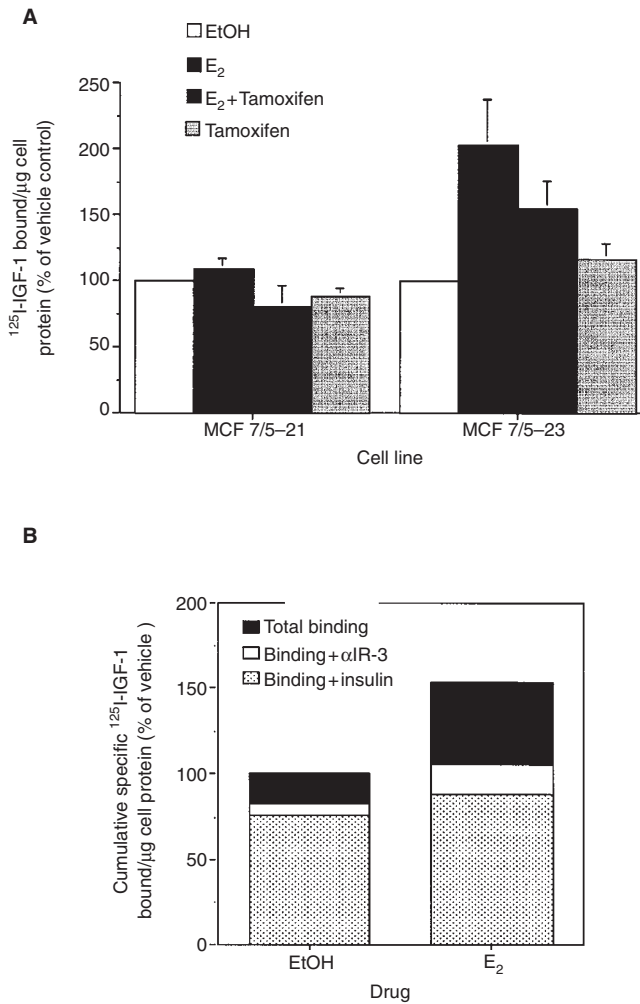 A
EtOH
E2
E2+Tamoxifen
Tamoxifen
250
200
150
100
50
0
125I-IGF-1 bound/μg cell
protein (% of vehicle control)
MCF 7/5–21
MCF 7/5–23
Cell line
B
200
150
100
50
0
Total binding
Binding+αIR-3
Binding+insulin
Cumulative specific 125I-IGF-1
bound/μg cell protein (% of vehicle )
EtOH
E2
Drug